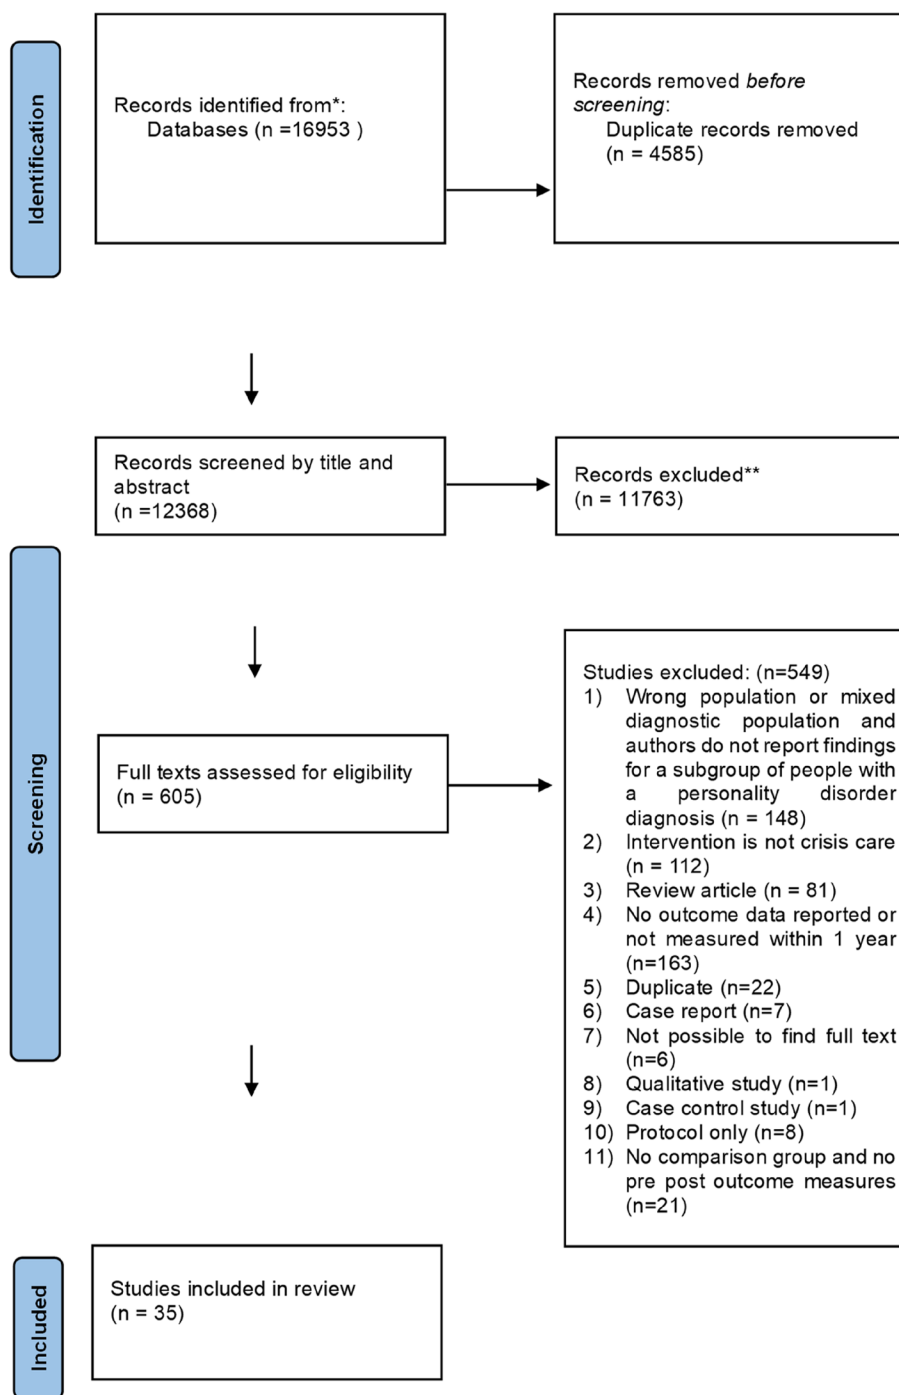 Identification
Records identified from*:
Databases (n =16953 )
Records removed before
screening:
Duplicate records removed
(n = 4585)
Records screened by title and
abstract
(n =12368)
Records excluded**
(n = 11763)
Screening
Full texts assessed for eligibility
(n = 605)
Studies excluded: (n=549)
1) Wrong population or mixed
diagnostic population and
authors do not report findings
for a subgroup of people with
a personality disorder
diagnosis (n = 148)
2) Intervention is not crisis care
(n = 112)
3) Review article (n = 81)
4) No outcome data reported or
not measured within 1 year
(n=163)
5) Duplicate (n=22)
6) Case report (n=7)
7) Not possible to find full text
(n=6)
8) Qualitative study (n=1)
9) Case control study (n=1)
10) Protocol only (n=8)
11) No comparison group and no
pre post outcome measures
(n=21)
Included
Studies included in review
(n = 35)